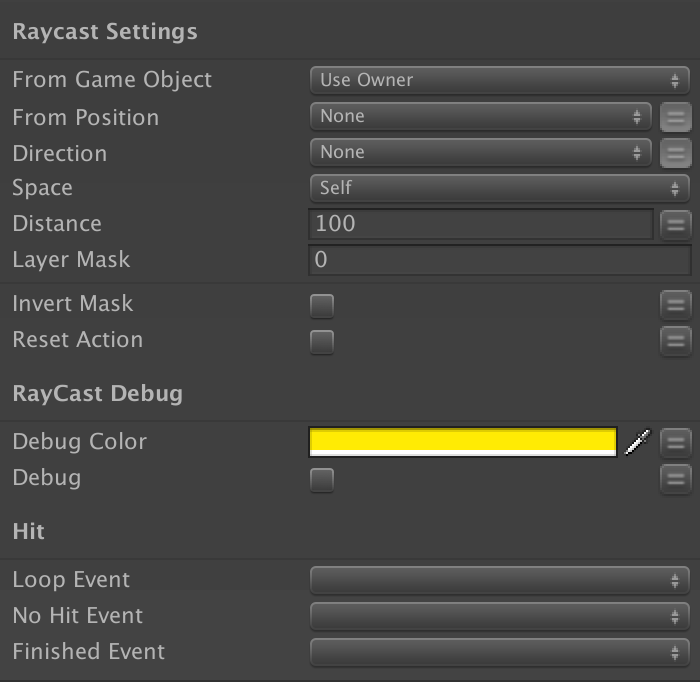 Raycast Settings
From Game Object Use Owner
From Position None
Direction None
Space Self
Distance 100
Layer Mask 0
Invert Mask
Reset Action
RayCast Debug
Debug Color
Debug
Hit
Loop Event
No Hit Event
Finished Event